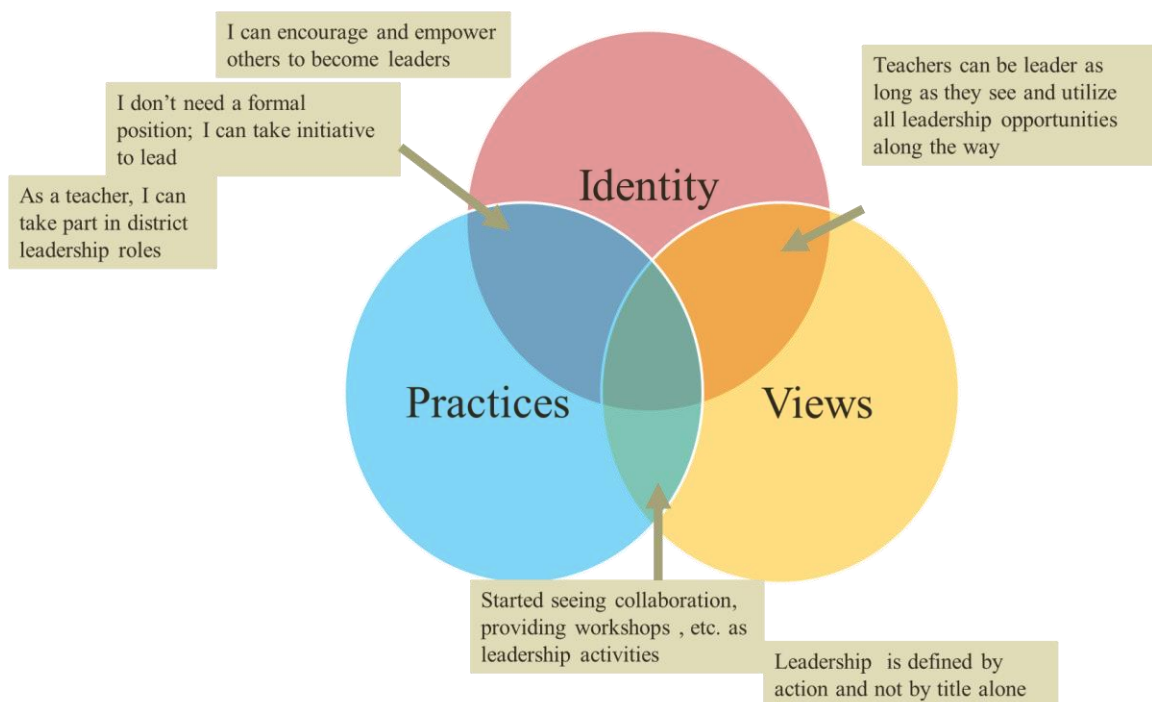 I can encourage and empower
others to become leaders
I don’t need a formal
position; I can take initiative
to lead
As a teacher, I can
take part in district
leadership roles
Teachers can be leader as
long as they see and utilize
all leadership opportunities
along the way
Identity
Practices
Views
Started seeing collaboration,
providing workshops , etc. as
leadership activities
Leadership is defined by
action and not by title alone